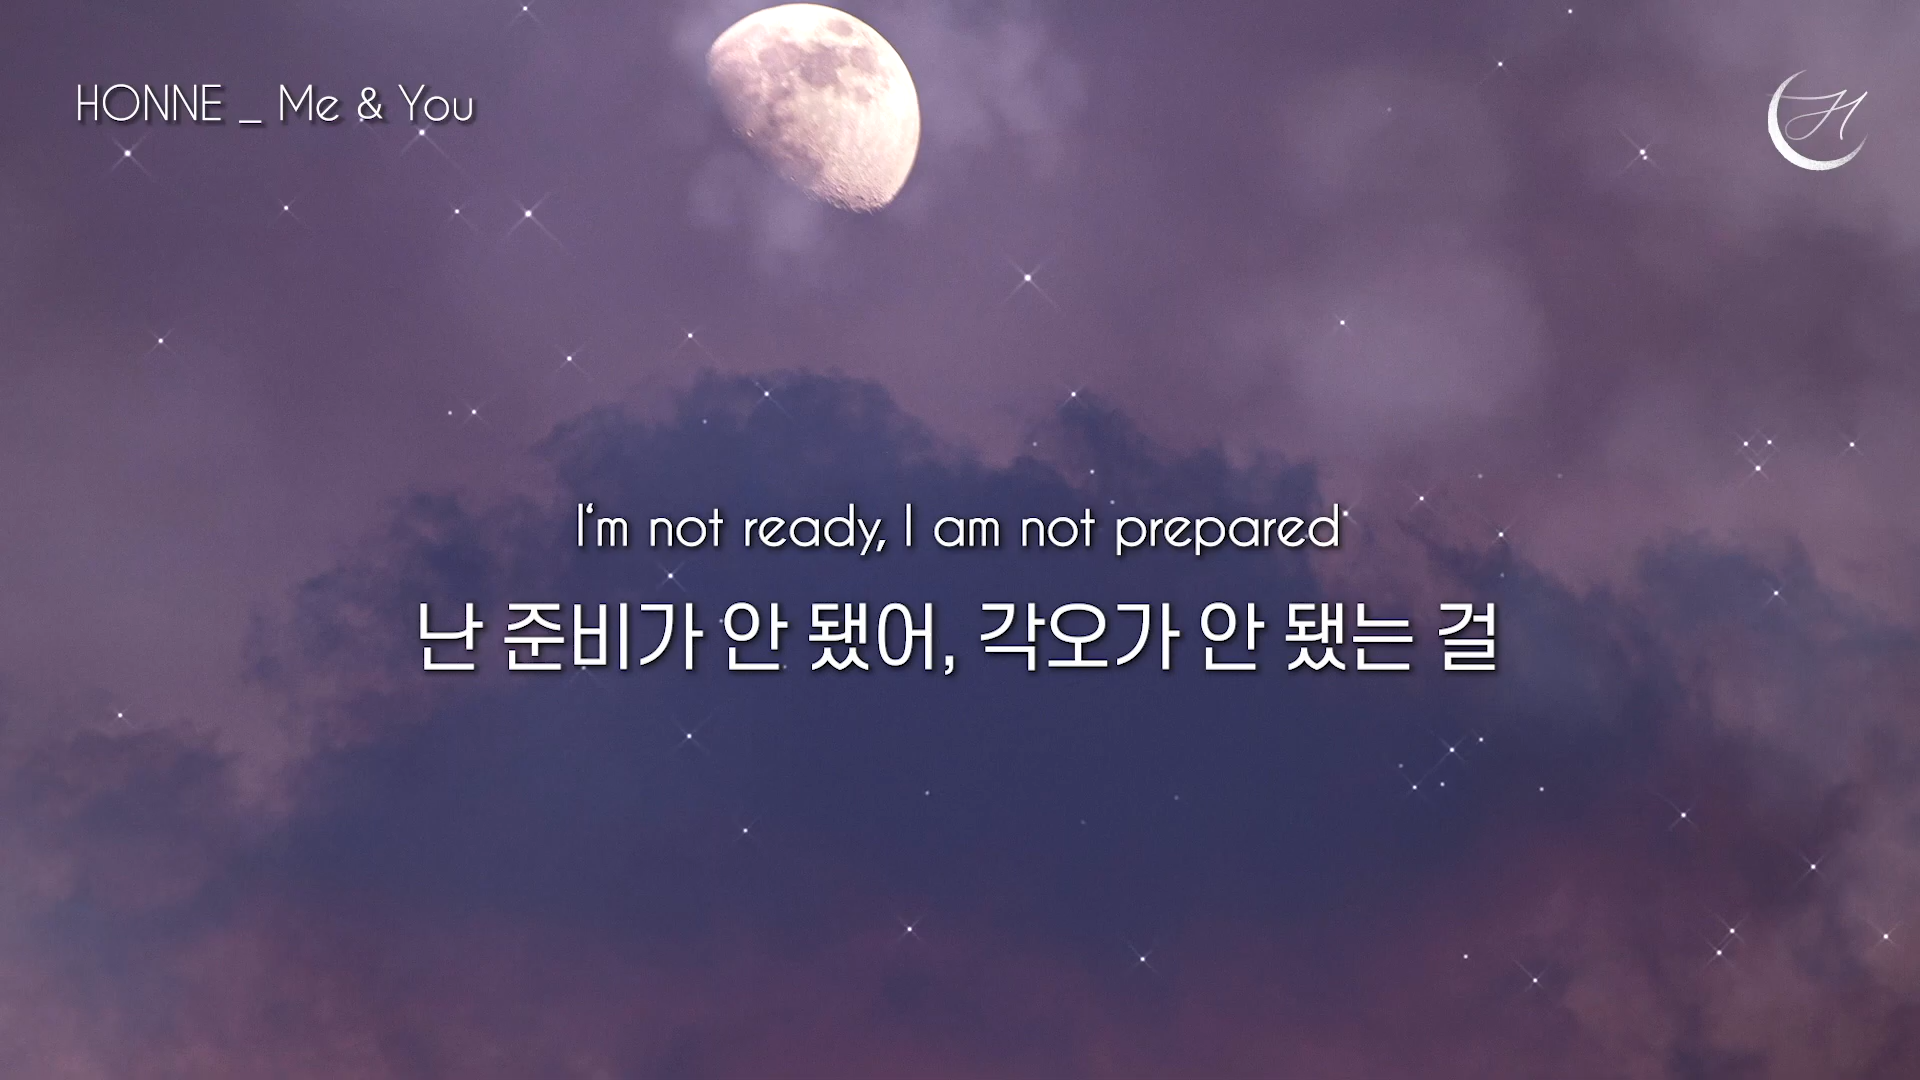 HONNE _ Me & You
H
I‘m not ready, I am not prepared
난 준비가 안 됐어, 각오가 안 됐는 걸